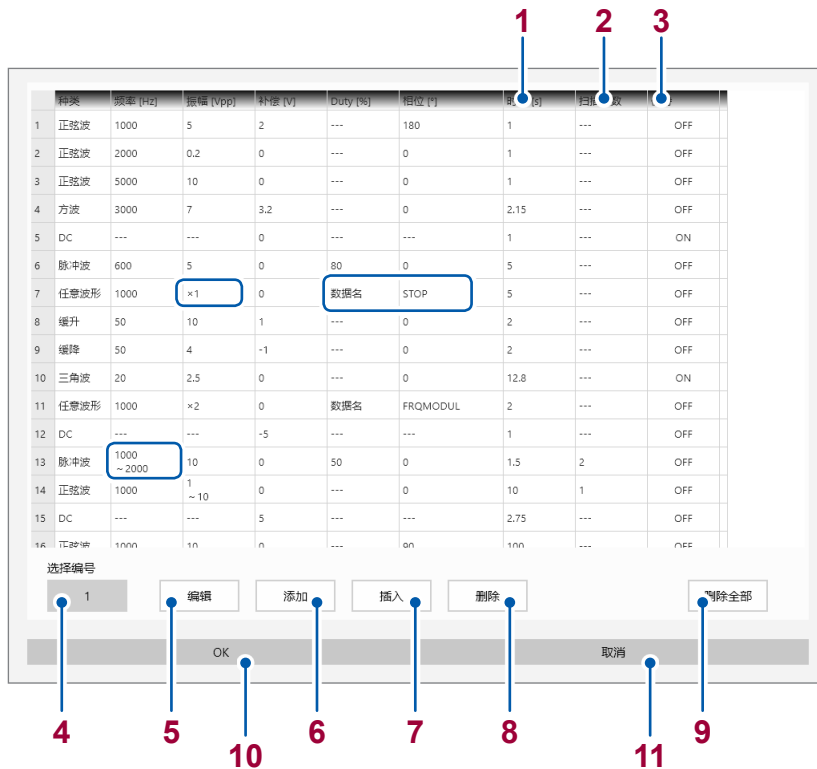 1 2 3
种类 频率 [Hz] 振幅 [Vpp] 补偿 [V] Duty [%] 相位 [°] [s]
1 正弦波 1000 5 2 --- 180 1 --- OFF
2 正弦波 2000 0.2 0 --- 0 1 --- OFF
3 正弦波 5000 10 0 --- 0 1 --- OFF
4 方波 3000 7 3.2 --- 0 2.15 --- OFF
5 DC --- --- 0 --- --- 1 --- ON
6 脉冲波 600 5 0 80 0 5 --- OFF
7 任意波形 1000 ×1 0 数据名 STOP 5 --- OFF
8 缓升 50 10 1 --- 0 2 --- OFF
9 缓降 50 4 -1 --- 0 2 --- OFF
10 三角波 20 2.5 0 --- 0 12.8 --- ON
11 任意波形 1000 ×2 0 数据名 FRQMODUL 2 --- OFF
12 DC --- --- -5 --- --- 1 --- OFF
13 脉冲波 1000 ~2000 10 0 50 0 1.5 2 OFF
14 正弦波 1000 1 ~10 0 --- 0 10 1 OFF
15 DC --- --- 5 --- --- 2.75 --- OFF
16 正弦波 1000 10 0 --- 90 100 --- OFF
选择编号
1 编辑 添加 插入 删除 删除全部
OK 取消
4 5 6 7 8 9
10 11